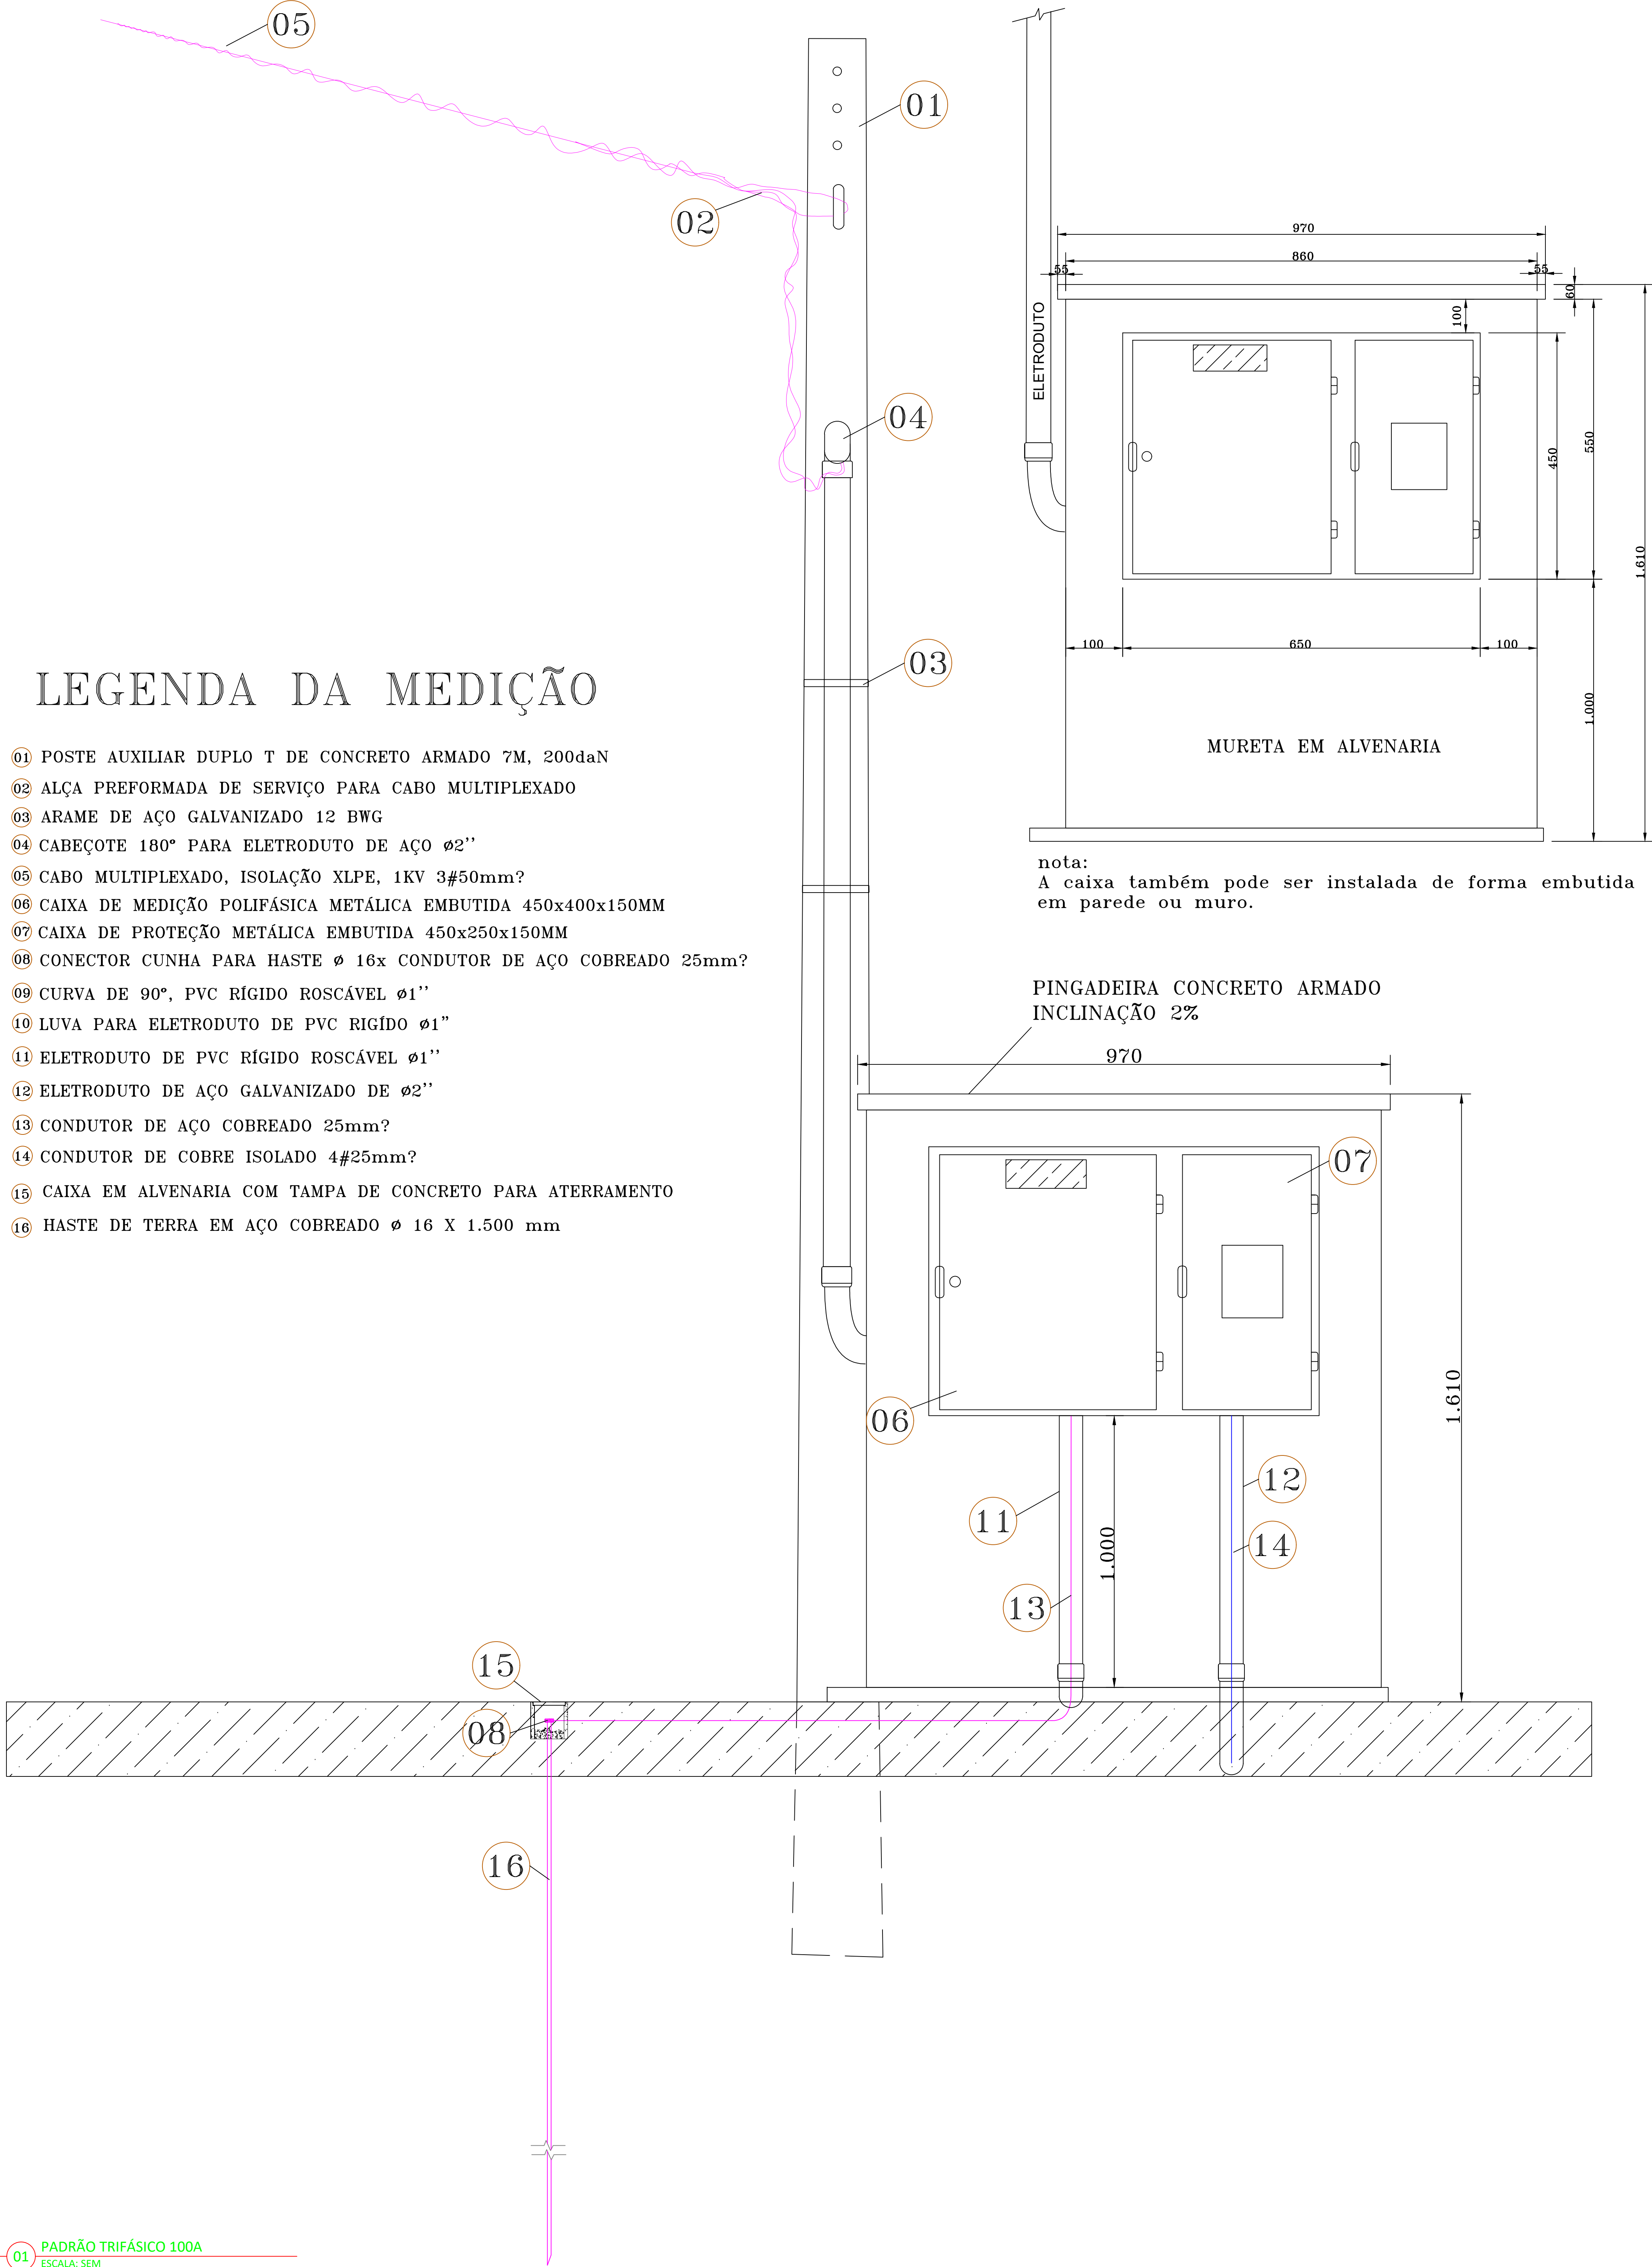 05
01
02
04
03
ELETRODUTO
970
860
55
55
60
100
450
550
1.610
100
650
100
1.000
MURETA EM ALVENARIA
nota:
A caixa também pode ser instalada de forma embutida
em parede ou muro.
LEGENDA DA MEDIÇÃO
01 POSTE AUXILIAR DUPLO T DE CONCRETO ARMADO 7M, 200daN
02 ALÇA PREFORMADA DE SERVIÇO PARA CABO MULTIPLEXADO
03 ARAME DE AÇO GALVANIZADO 12 BWG
04 CABEÇOTE 180° PARA ELETRODUTO DE AÇO ø2''
05 CABO MULTIPLEXADO, ISOLAÇÃO XLPE, 1KV 3#50mm?
06 CAIXA DE MEDIÇÃO POLIFÁSICA METÁLICA EMBUTIDA 450x400x150MM
07 CAIXA DE PROTEÇÃO METÁLICA EMBUTIDA 450x250x150MM
08 CONECTOR CUNHA PARA HASTE ø 16x CONDUTOR DE AÇO COBREADO 25mm?
09 CURVA DE 90°, PVC RÍGIDO ROSCÁVEL ø1''
10 LUVA PARA ELETRODUTO DE PVC RIGÍDO ø1"
11 ELETRODUTO DE PVC RÍGIDO ROSCÁVEL ø1''
12 ELETRODUTO DE AÇO GALVANIZADO DE ø2''
13 CONDUTOR DE AÇO COBREADO 25mm?
14 CONDUTOR DE COBRE ISOLADO 4#25mm?
15 CAIXA EM ALVENARIA COM TAMPA DE CONCRETO PARA ATERRAMENTO
16 HASTE DE TERRA EM AÇO COBREADO ø 16 X 1.500 mm
PINGADEIRA CONCRETO ARMADO
INCLINAÇÃO 2%
970
07
06
1.610
12
11
14
1.000
13
15
08
16
01 PADRÃO TRIFÁSICO 100A
ESCALA: SEM